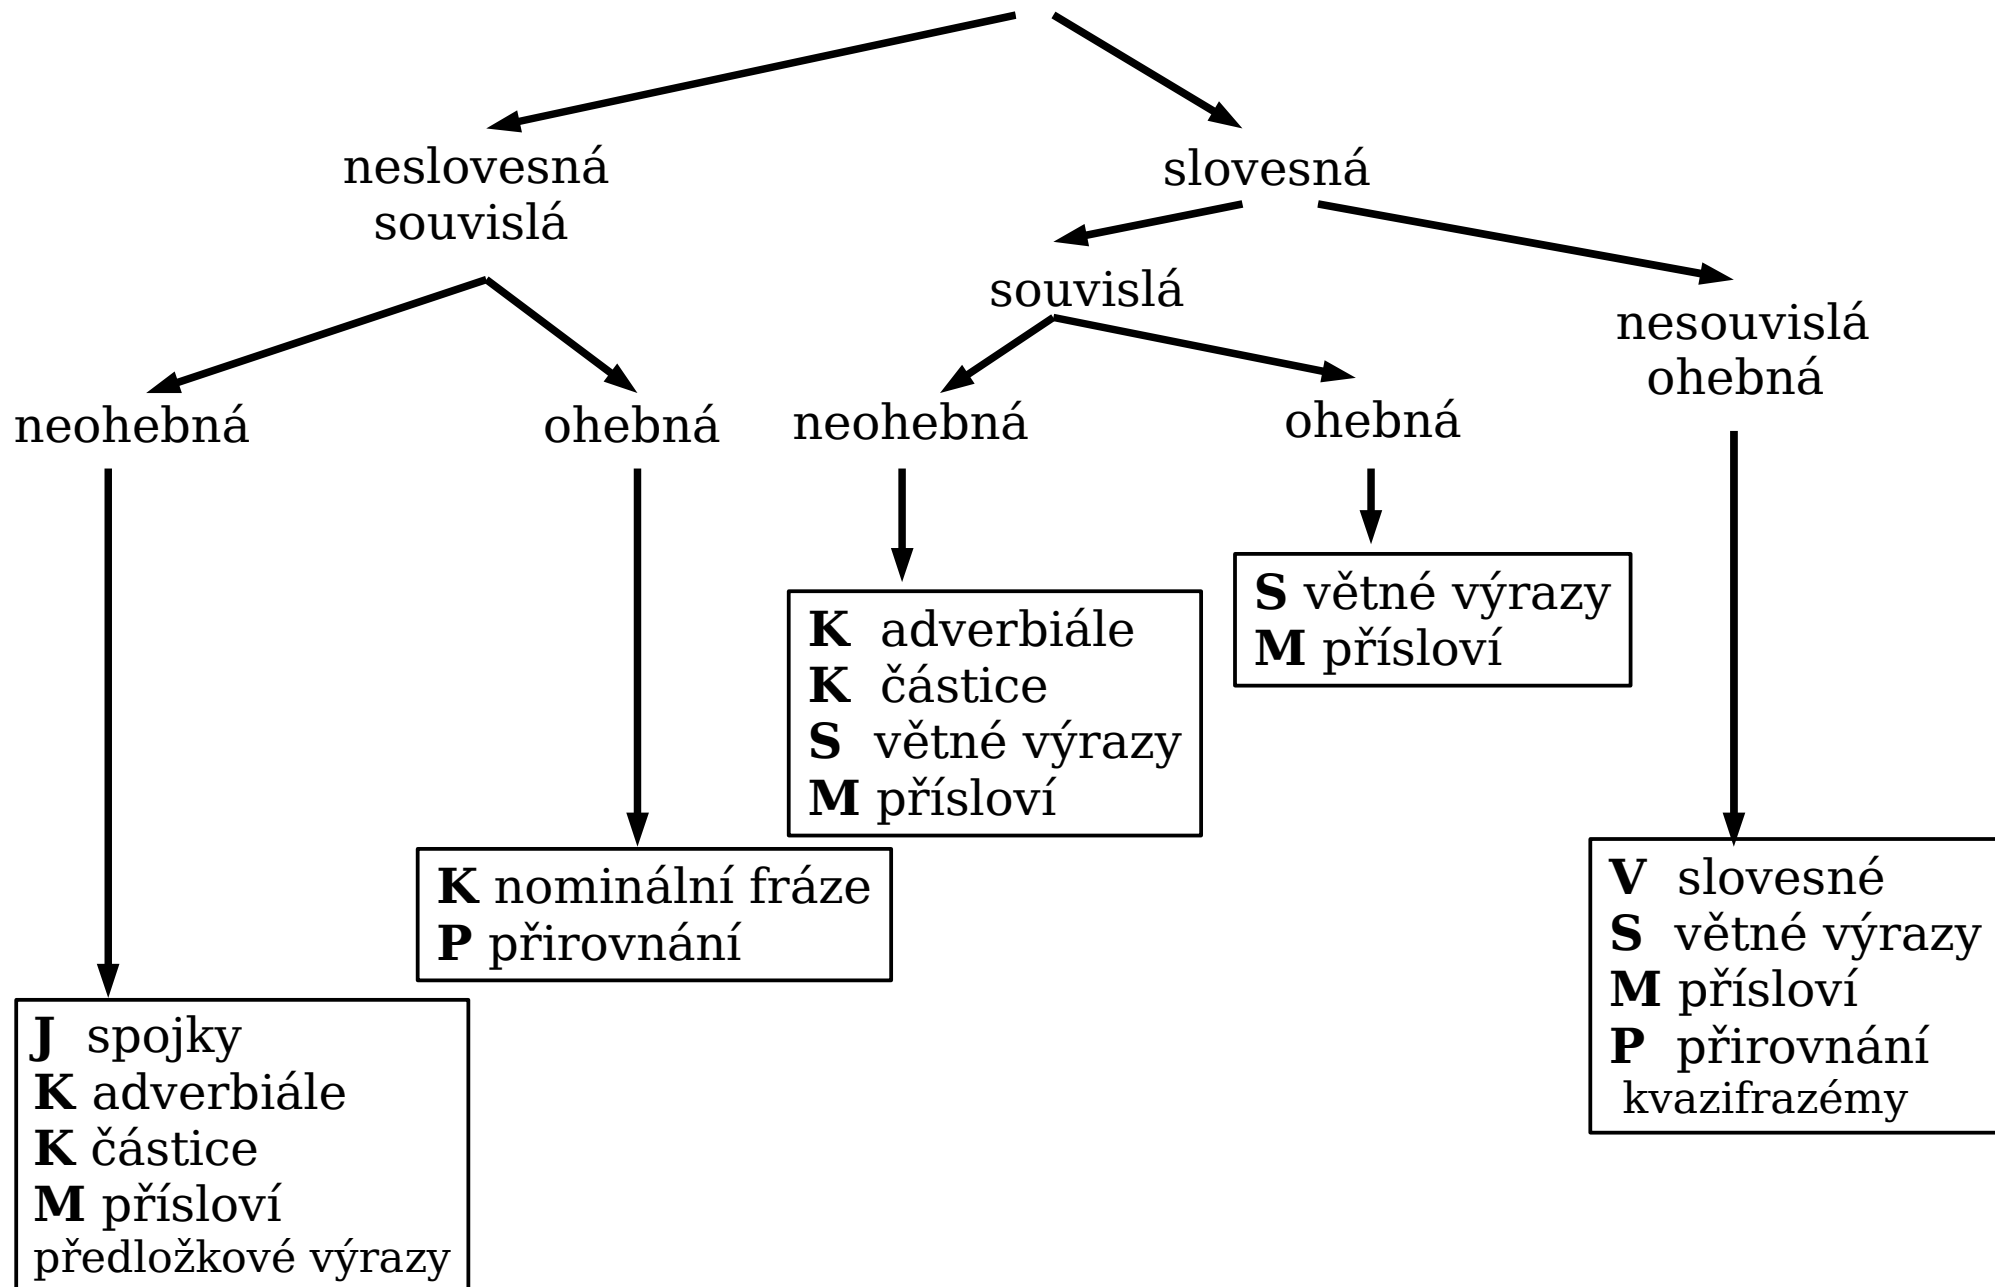 neslovesná
souvislá
slovesná
souvislá
nesouvislá
ohebná
neohebná
ohebná
neohebná
ohebná
S větné výrazy
M přísloví
K adverbiále
K částice
S větné výrazy
M přísloví
K nominální fráze
P přirovnání
V slovesné
S větné výrazy
M přísloví
P přirovnání
kvazifrazémy
J spojky
K adverbiále
K částice
M přísloví
předložkové výrazy